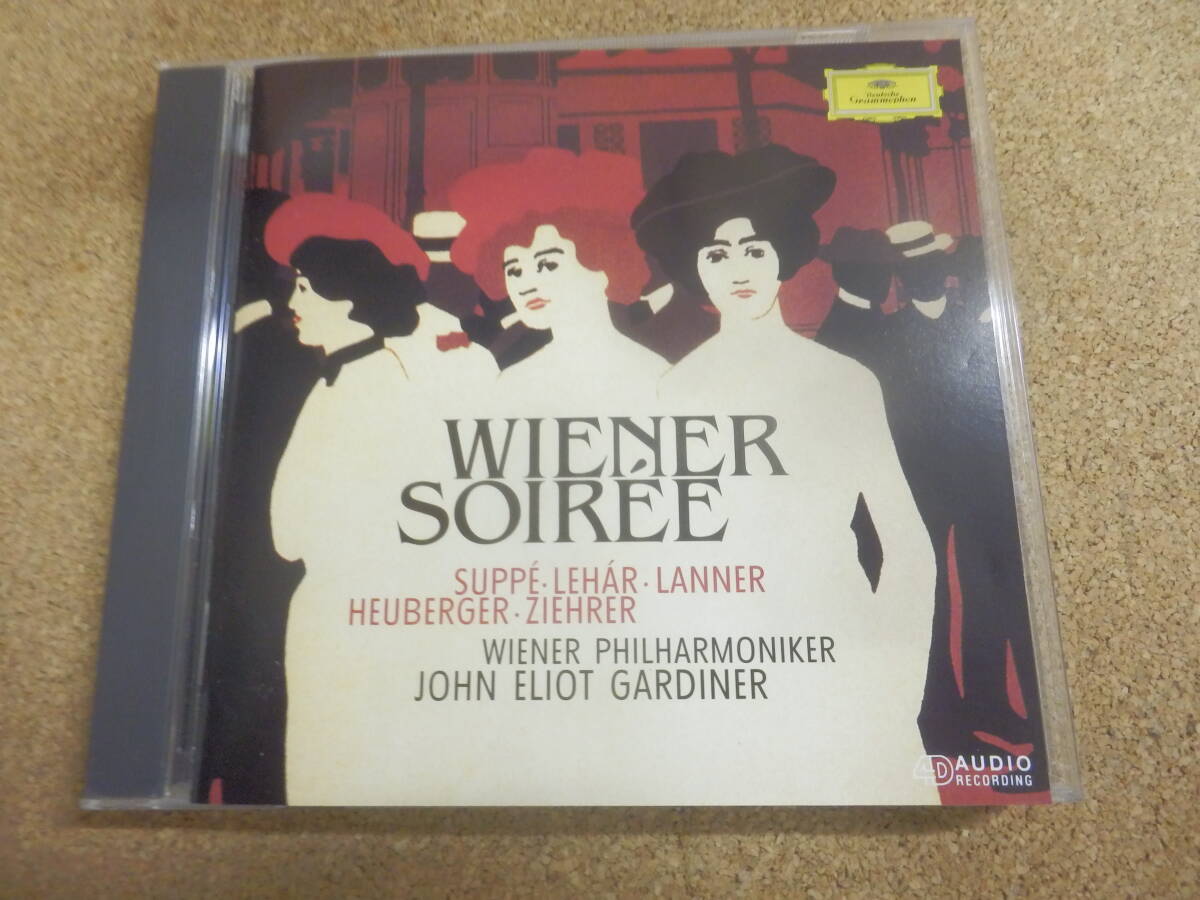 Deutsche
Grammophon
WIENER
SOIRÉE
SUPPÉ · LEHÁR · LANNER
HEUBERGER · ZIEHRER
WIENER PHILHARMONIKER
JOHN ELIOT GARDINER
4D AUDIO
RECORDING